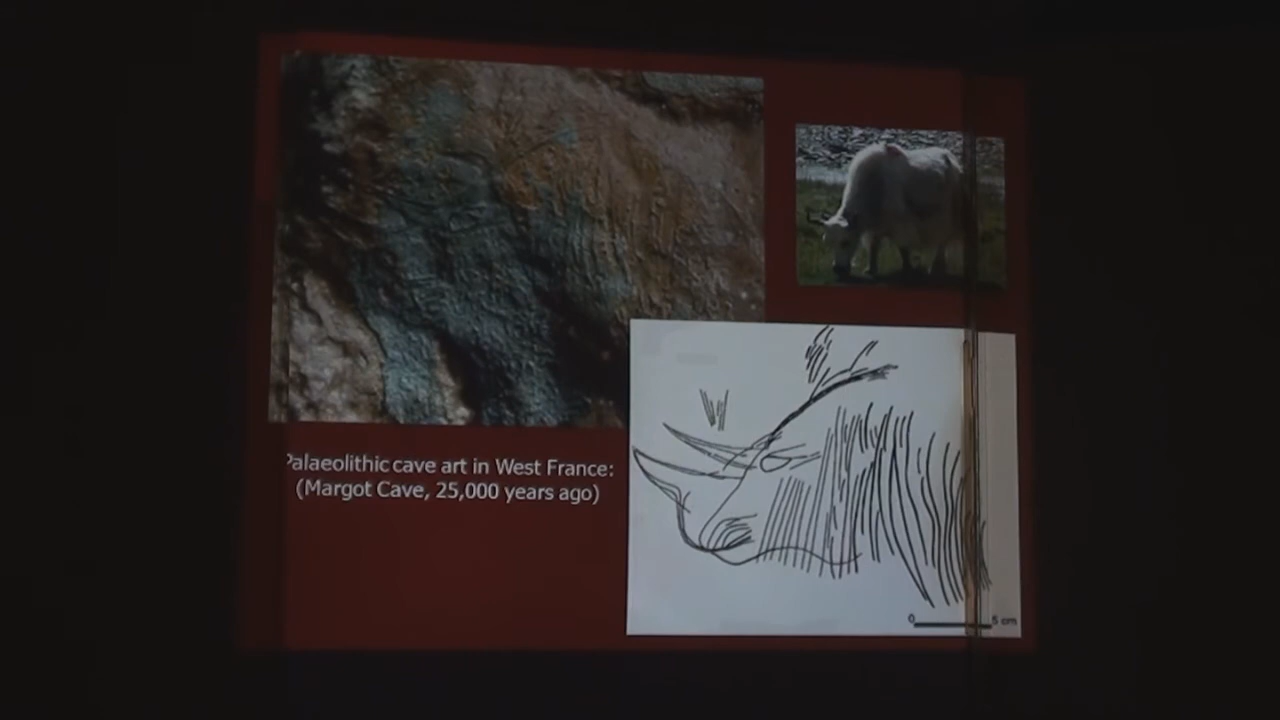 Palaeolithic cave art in West France:
(Margot Cave, 25,000 years ago)
0 5 cm